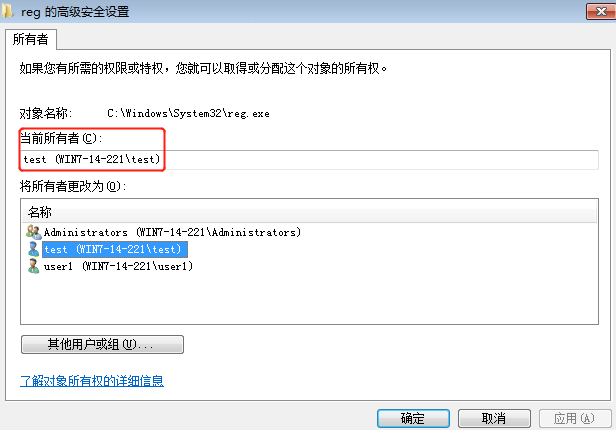 reg 的高级安全设置
所有者
如果您有所需的权限或特权，您就可以取得或分配这个对象的所有权。
对象名称: C:\Windows\System32\reg.exe
当前所有者(C):
test (WIN7-14-221\test)
将所有者更改为(O):
名称
Administrators (WIN7-14-221\Administrators)
test (WIN7-14-221\test)
user1 (WIN7-14-221\user1)
其他用户或组(U)...
了解对象所有权的详细信息
确定 取消 应用(A)